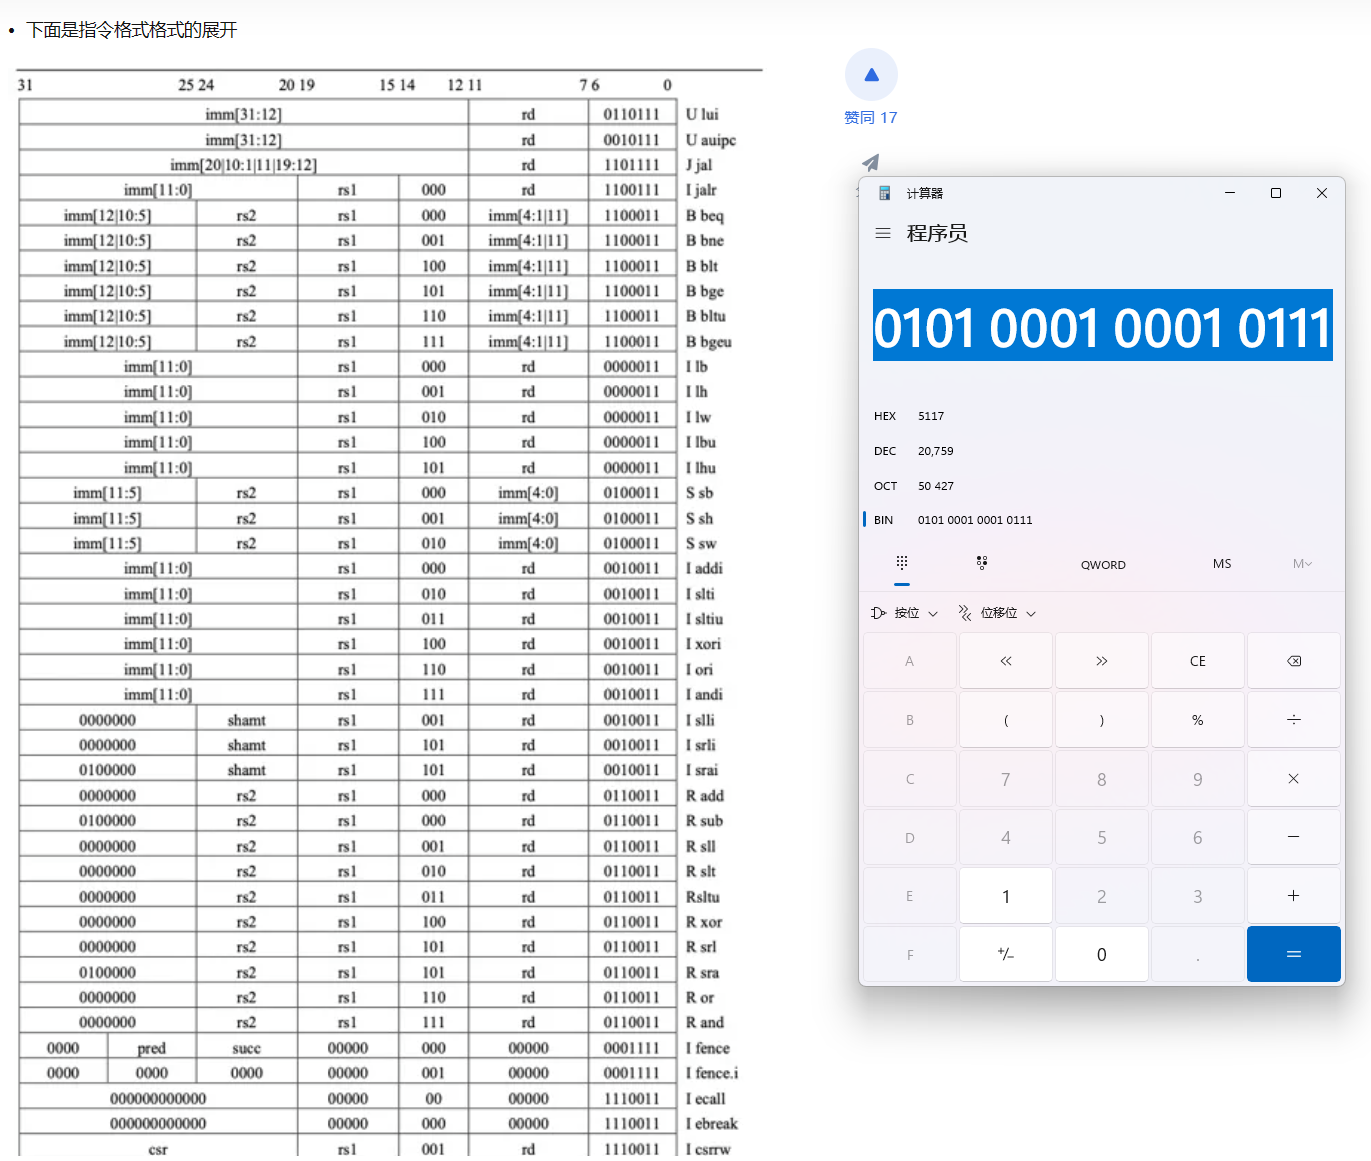 下面是指令格式格式的展开
31 25 24 20 19 15 14 12 11 7 6 0
imm[31:12] rd 0110111 U lui
imm[31:12] rd 0010111 U auipc
imm[20|10:1|11|19:12] rd 1101111 J jal
imm[11:0] rs1 000 rd 1100111 I jalr
imm[12|10:5] rs2 rs1 000 imm[4:1|11] 1100011 B beq
imm[12|10:5] rs2 rs1 001 imm[4:1|11] 1100011 B bne
imm[12|10:5] rs2 rs1 100 imm[4:1|11] 1100011 B blt
imm[12|10:5] rs2 rs1 101 imm[4:1|11] 1100011 B bge
imm[12|10:5] rs2 rs1 110 imm[4:1|11] 1100011 B bltu
imm[12|10:5] rs2 rs1 111 imm[4:1|11] 1100011 B bgeu
imm[11:0] rs1 000 rd 0000011 I lb
imm[11:0] rs1 001 rd 0000011 I lh
imm[11:0] rs1 010 rd 0000011 I lw
imm[11:0] rs1 100 rd 0000011 I lbu
imm[11:0] rs1 101 rd 0000011 I lhu
imm[11:5] rs2 rs1 000 imm[4:0] 0100011 S sb
imm[11:5] rs2 rs1 001 imm[4:0] 0100011 S sh
imm[11:5] rs2 rs1 010 imm[4:0] 0100011 S sw
imm[11:0] rs1 000 rd 0010011 I addi
imm[11:0] rs1 010 rd 0010011 I slti
imm[11:0] rs1 011 rd 0010011 I sltiu
imm[11:0] rs1 100 rd 0010011 I xori
imm[11:0] rs1 110 rd 0010011 I ori
imm[11:0] rs1 111 rd 0010011 I andi
0000000 shamt rs1 001 rd 0010011 I slli
0000000 shamt rs1 101 rd 0010011 I srli
0100000 shamt rs1 101 rd 0010011 I srai
0000000 rs2 rs1 000 rd 0110011 R add
0100000 rs2 rs1 000 rd 0110011 R sub
0000000 rs2 rs1 001 rd 0110011 R sll
0000000 rs2 rs1 010 rd 0110011 R slt
0000000 rs2 rs1 011 rd 0110011 Rsltu
0000000 rs2 rs1 100 rd 0110011 R xor
0000000 rs2 rs1 101 rd 0110011 R srl
0100000 rs2 rs1 101 rd 0110011 R sra
0000000 rs2 rs1 110 rd 0110011 R or
0000000 rs2 rs1 111 rd 0110011 R and
0000 pred succ 00000 000 00000 0001111 I fence
0000 0000 0000 00000 001 00000 0001111 I fence.i
000000000000 00000 00 00000 1110011 I ecall
000000000000 00000 000 00000 1110011 I ebreak
csr rs1 001 rd 1110011 I csrrw
赞同 17
计算器
程序员
0101 0001 0001 0111
HEX 5117
DEC 20,759
OCT 50 427
BIN 0101 0001 0001 0111
QWORD MS M
按位 位移位
A « » CE
B ( ) % ÷
C 7 8 9 ×
D 4 5 6 −
E 1 2 3 +
F +/− 0 . =